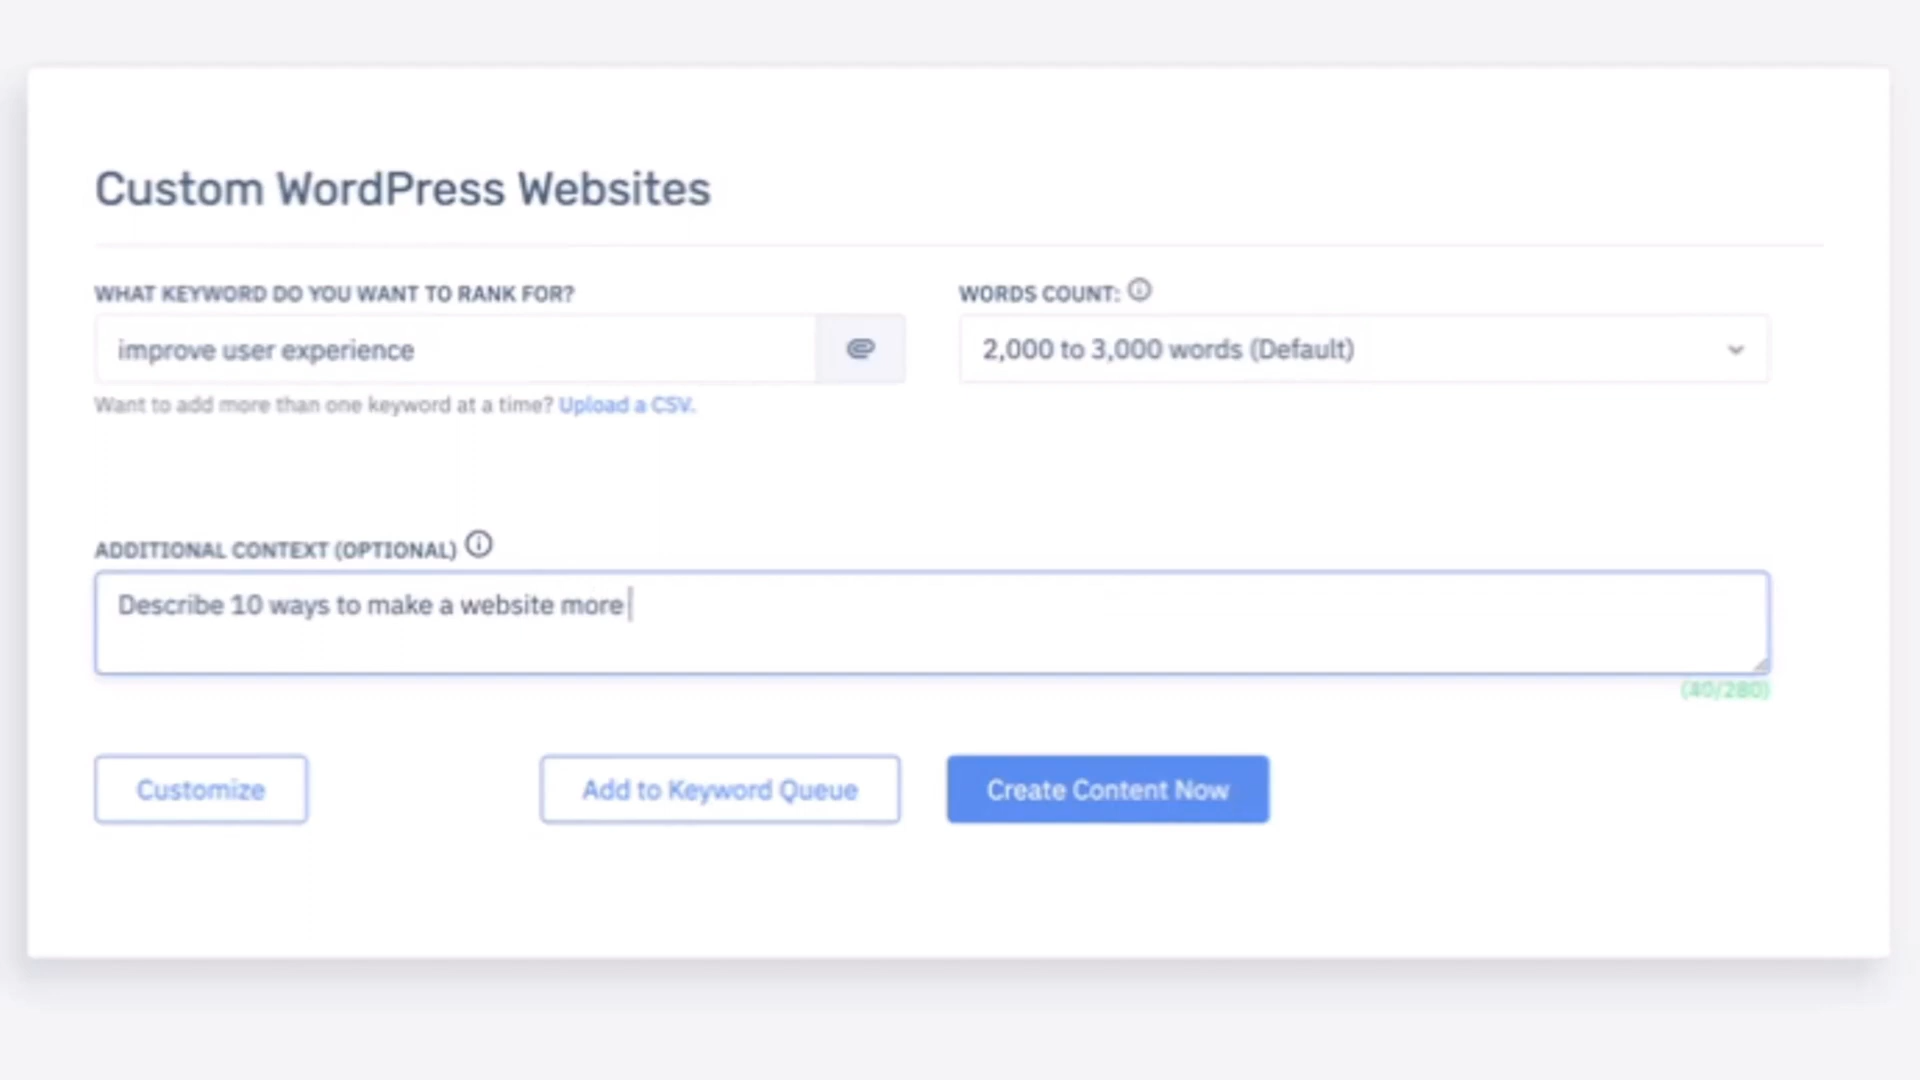 Custom WordPress Websites
WHAT KEYWORD DO YOU WANT TO RANK FOR?
WORDS COUNT:
improve user experience
2,000 to 3,000 words (Default)
Want to add more than one keyword at a time? Upload a CSV.
ADDITIONAL CONTEXT (OPTIONAL)
Describe 10 ways to make a website more
(40/280)
Customize
Add to Keyword Queue
Create Content Now